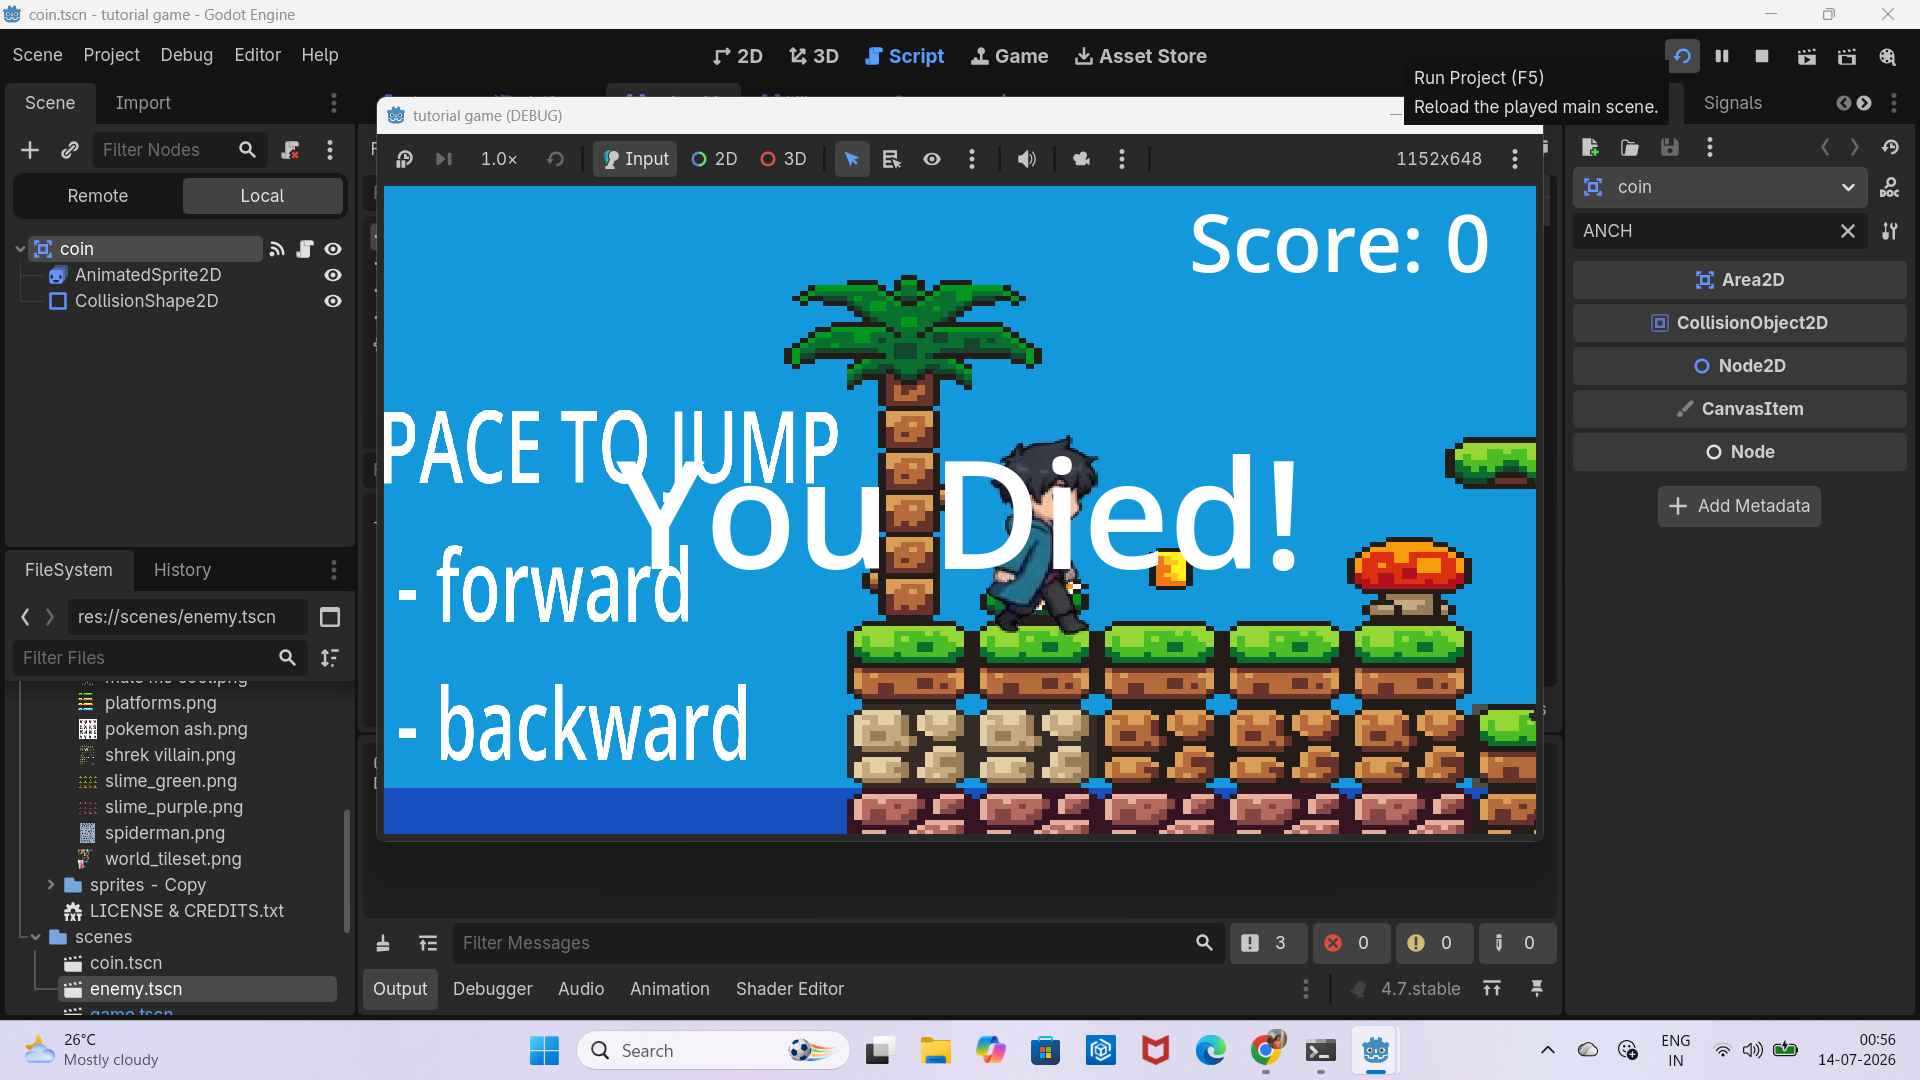 coin.tscn - tutorial game - Godot Engine
Scene Project Debug Editor Help
2D 3D Script Game Asset Store
Run Project (F5)
Reload the played main scene.
Scene Import
Signals
Filter Nodes
Remote Local
coin
AnimatedSprite2D
CollisionShape2D
tutorial game (DEBUG)
1.0× Input 2D 3D 1152x648
Score: 0
PACE TO JUMP
You Died!
- forward
- backward
coin
ANCH
Area2D
CollisionObject2D
Node2D
CanvasItem
Node
Add Metadata
FileSystem History
res://scenes/enemy.tscn
Filter Files
platforms.png
pokemon ash.png
shrek villain.png
slime_green.png
slime_purple.png
spiderman.png
world_tileset.png
sprites - Copy
LICENSE & CREDITS.txt
scenes
coin.tscn
enemy.tscn
game.tscn
Filter Messages 3 0 0 0
Output Debugger Audio Animation Shader Editor 4.7.stable
26°C
Mostly cloudy
Search
ENG
IN
00:56
14-07-2026